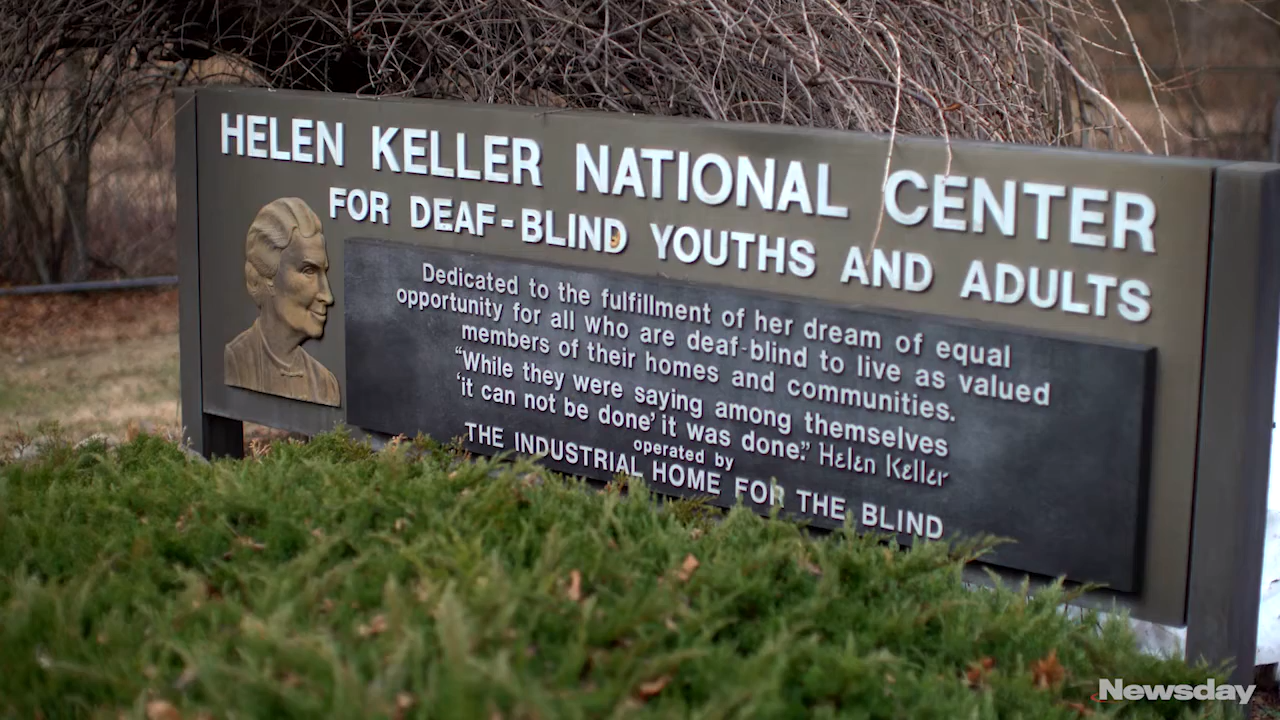 HELEN KELLER NATIONAL CENTER
FOR DEAF-BLIND YOUTHS AND ADULTS
Dedicated to the fulfillment of her dream of equal
opportunity for all who are deaf-blind to live as valued
members of their homes and communities.
“While they were saying among themselves
‘it can not be done’ it was done.” Helen Keller
operated by
THE INDUSTRIAL HOME FOR THE BLIND
Newsday